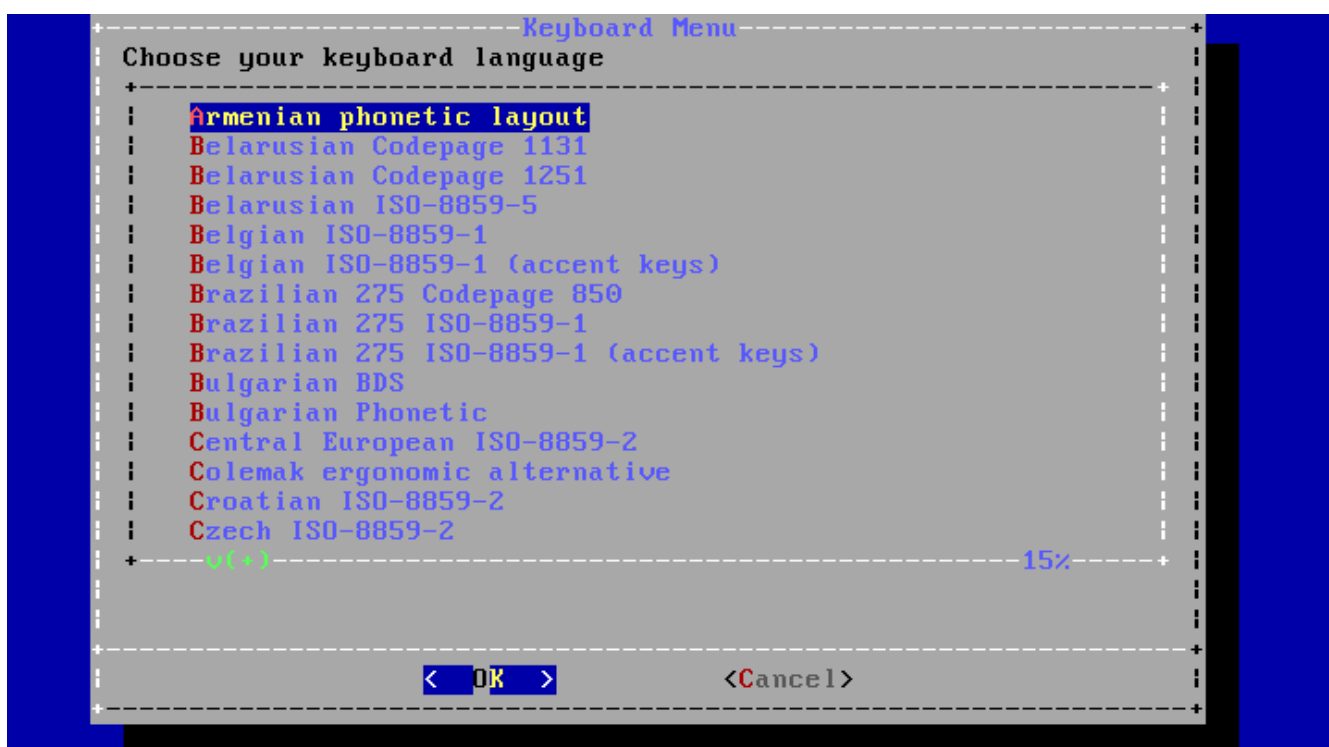 Keyboard Menu
Choose your keyboard language
Armenian phonetic layout
Belarusian Codepage 1131
Belarusian Codepage 1251
Belarusian ISO-8859-5
Belgian ISO-8859-1
Belgian ISO-8859-1 (accent keys)
Brazilian 275 Codepage 850
Brazilian 275 ISO-8859-1
Brazilian 275 ISO-8859-1 (accent keys)
Bulgarian BDS
Bulgarian Phonetic
Central European ISO-8859-2
Colemak ergonomic alternative
Croatian ISO-8859-2
Czech ISO-8859-2
v(+) 15%
< OK > <Cancel>